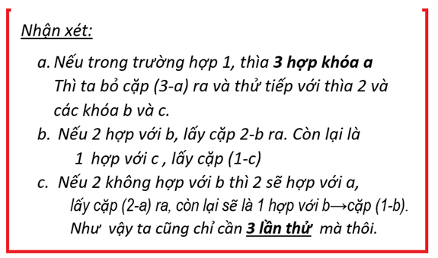 Nhận xét:
a. Nếu trong trường hợp 1, thìa 3 hợp khóa a
Thì ta bỏ cặp (3-a) ra và thử tiếp với thìa 2 và
các khóa b và c.
b. Nếu 2 hợp với b, lấy cặp 2-b ra. Còn lại là
1 hợp với c , lấy cặp (1-c)
c. Nếu 2 không hợp với b thì 2 sẽ hợp với a,
lấy cặp (2-a) ra, còn lại sẽ là 1 hợp với b→cặp (1-b).
Như vậy ta cũng chỉ cần 3 lần thử mà thôi.